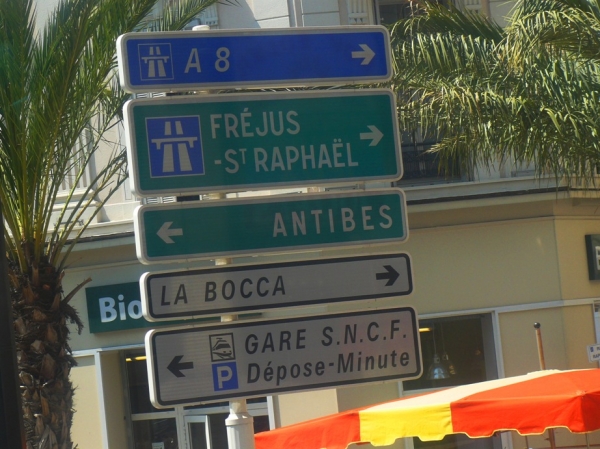 A 8
FRÉJUS
-ST RAPHAËL
ANTIBES
LA BOCCA
GARE S.N.C.F.
P Dépose-Minute
Bio